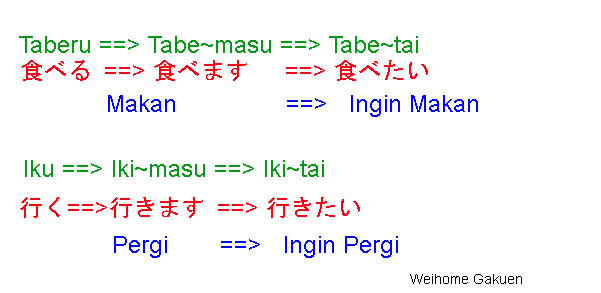 Taberu ==> Tabe~masu ==> Tabe~tai
食べる ==> 食べます ==> 食べたい
Makan ==> Ingin Makan
Iku ==> Iki~masu ==> Iki~tai
行く==>行きます ==> 行きたい
Pergi ==> Ingin Pergi
Weihome Gakuen